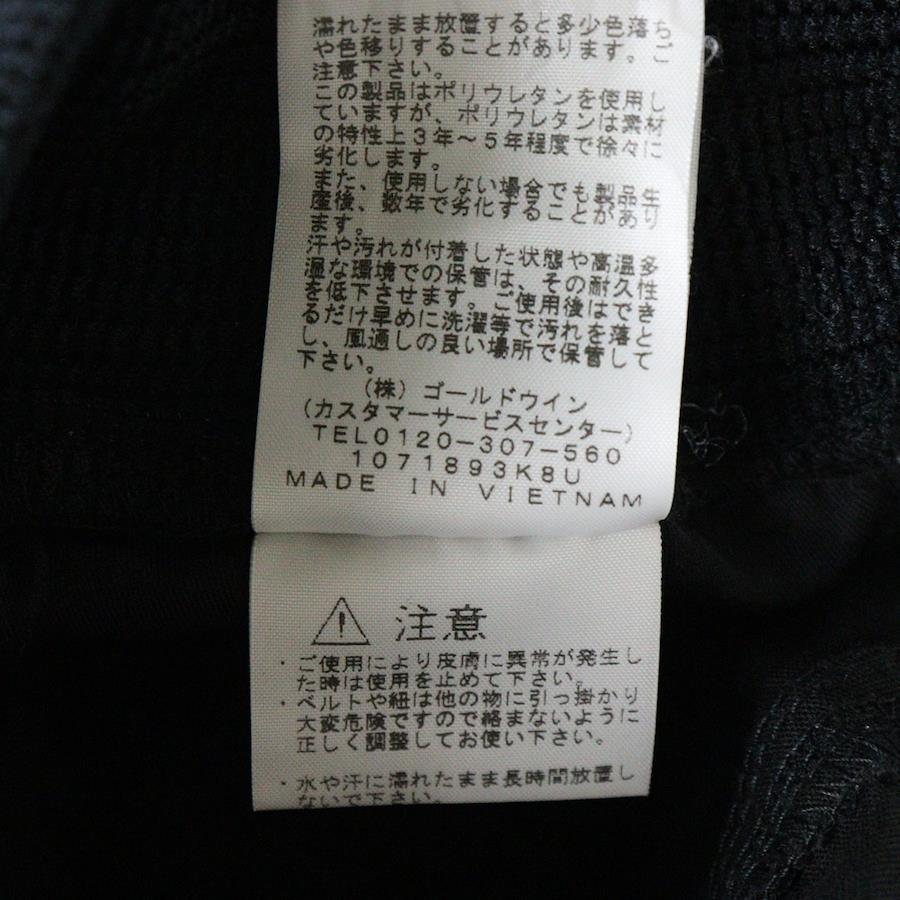 濡れたまま放置すると多少色落ち
や色移りすることがあります。ご
注意下さい。
この製品はポリウレタンを使用し
ていますが、ポリウレタンは素材
の特性上3年～5年程度で徐々に
劣化します。
また、使用しない場合でも製品生
産後、数年で劣化することがあり
ます。
汗や汚れが付着した状態や高温多
湿な環境での保管は、その耐久性
を低下させます。ご使用後はでき
るだけ早めに洗濯等で汚れを落と
し、風通しの良い場所で保管して
下さい。
（株）ゴールドウイン
（カスタマーサービスセンター）
TEL0120-307-560
1071893K8U
MADE IN VIETNAM
注意
・ご使用により皮膚に異常が発生し
た時は使用を止めて下さい。
・ベルトや紐は他の物に引っ掛かり
大変危険ですので絡まないように
正しく調整してお使い下さい。
・水や汗に濡れたまま長時間放置し
ないで下さい。